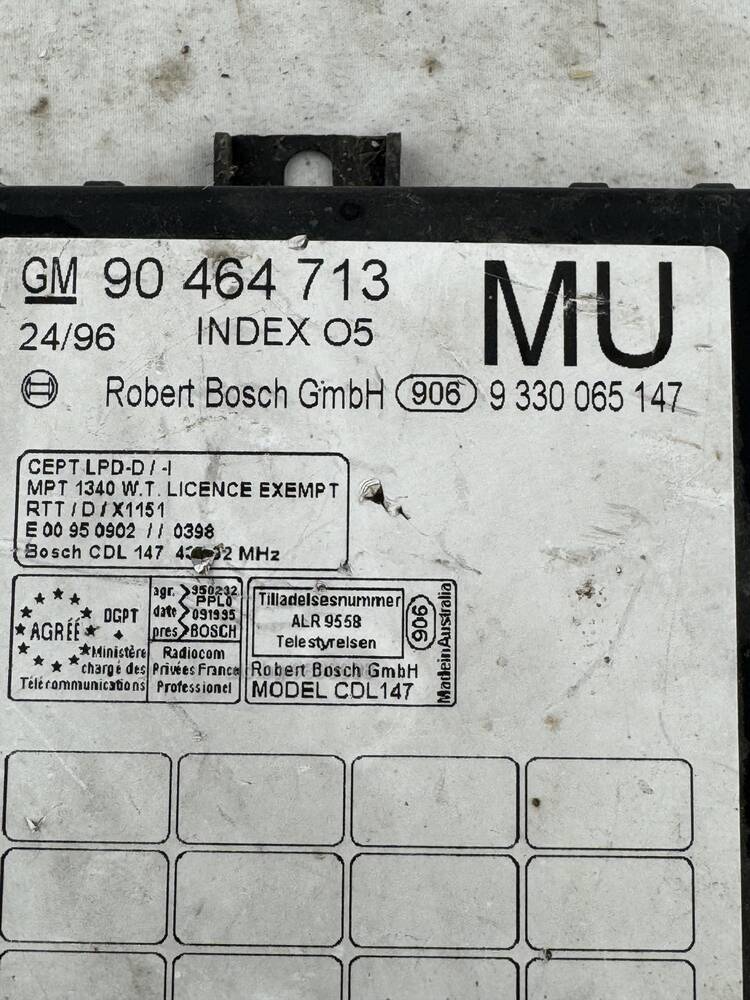 GM 90 464 713 MU
24/96 INDEX 05
Robert Bosch GmbH 906 9 330 065 147
CEPT LPD-D / -I
MPT 1340 W.T. LICENCE EXEMPT
RTT / D / X1151
E 00 95 0902 // 0398
Bosch CDL 147 MHz
AGRÉÉ DGPT
Ministère
chargé des
Télécommunications
agr. 950232
PPL0
date 091995
pres BOSCH
Radiocom
Privées France
Professionel
Tilladelsesnummer
ALR 9558
Telestyrelsen
906
Made in Australia
Robert Bosch GmbH
MODEL CDL147